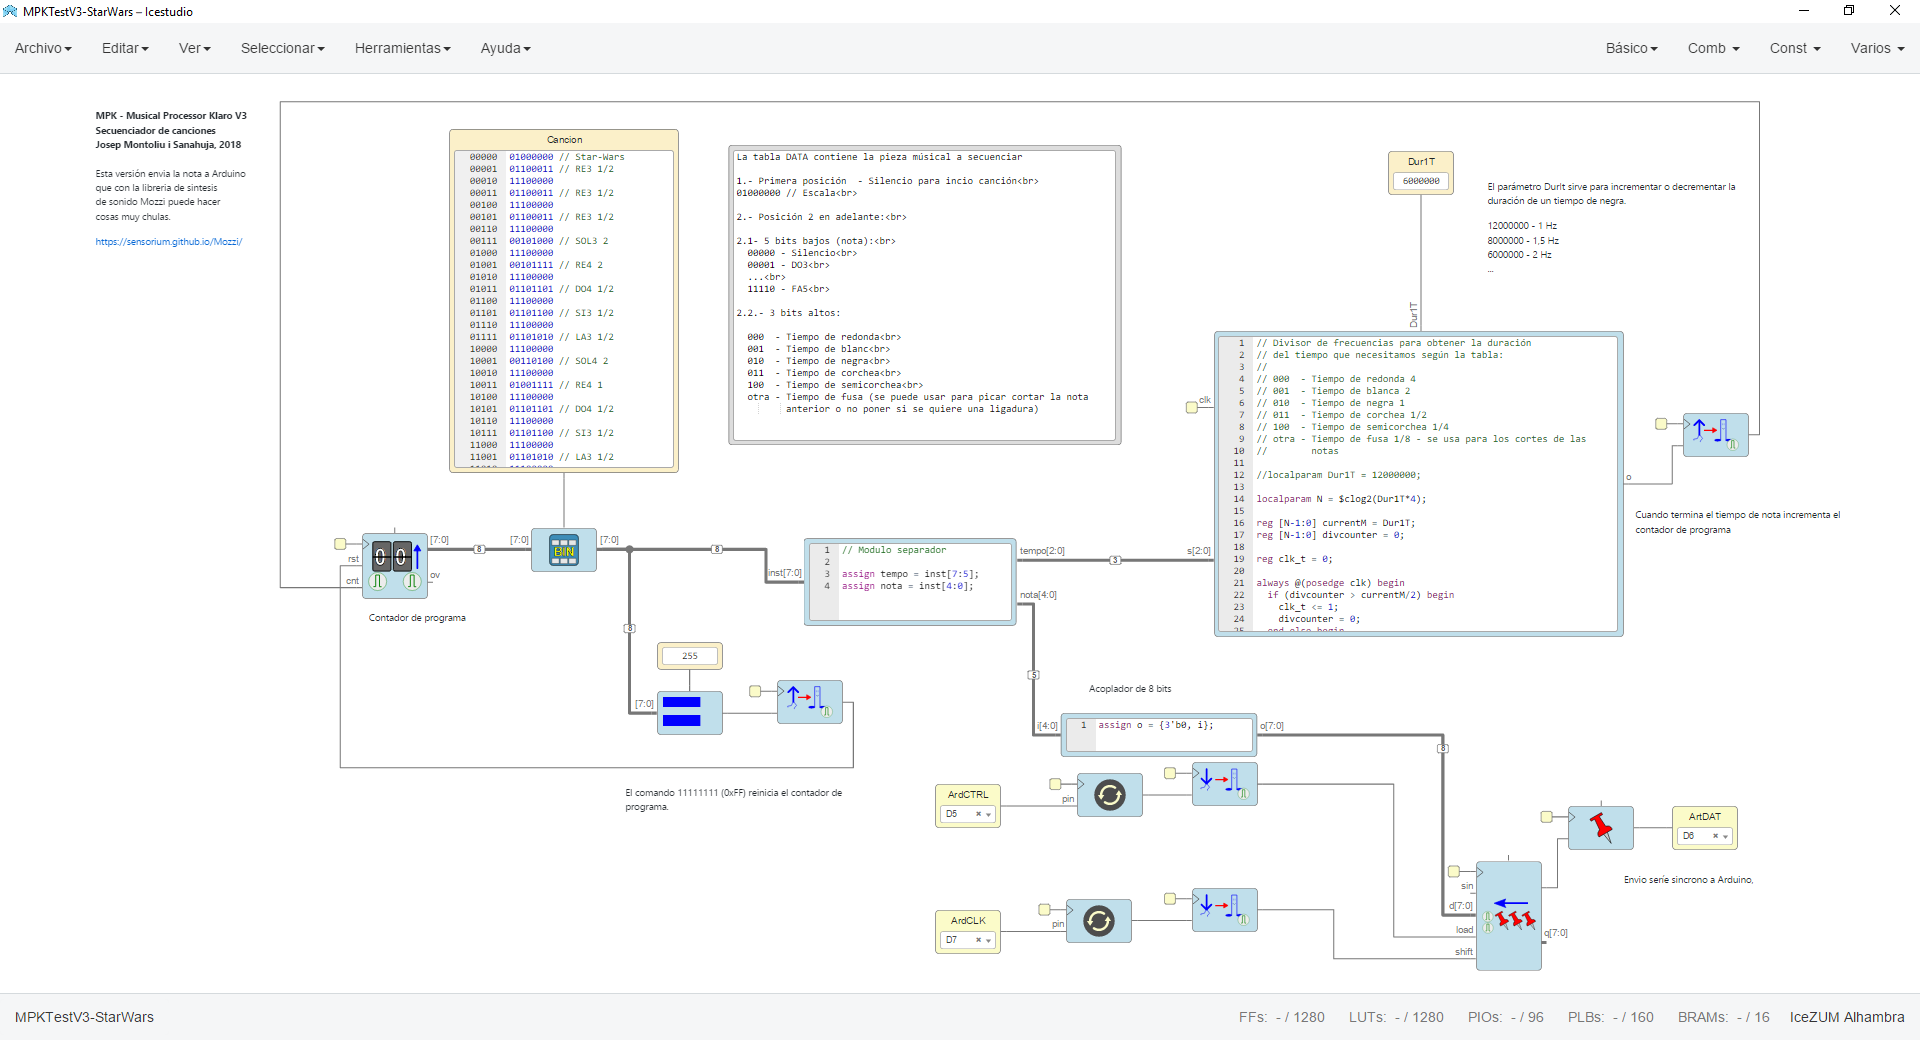 MPKTestV3-StarWars – Icestudio
Archivo Editar Ver Seleccionar Herramientas Ayuda Básico Comb Const Varios
MPK - Musical Processor Klaro V3
Secuenciador de canciones
Josep Montoliu i Sanahuja, 2018
Esta versión envia la nota a Arduino
que con la libreria de sintesis
de sonido Mozzi puede hacer
cosas muy chulas.
https://sensorium.github.io/Mozzi/
Cancion
00000 01000000 // Star-Wars
00001 01100011 // RE3 1/2
00010 11100000
00011 01100011 // RE3 1/2
00100 11100000
00101 01100011 // RE3 1/2
00110 11100000
00111 00101000 // SOL3 2
01000 11100000
01001 00101111 // RE4 2
01010 11100000
01011 01101101 // DO4 1/2
01100 11100000
01101 01101100 // SI3 1/2
01110 11100000
01111 01101010 // LA3 1/2
10000 11100000
10001 00110100 // SOL4 2
10010 11100000
10011 01001111 // RE4 1
10100 11100000
10101 01101101 // DO4 1/2
10110 11100000
10111 01101100 // SI3 1/2
11000 11100000
11001 01101010 // LA3 1/2
La tabla DATA contiene la pieza músical a secuenciar
1.- Primera posición - Silencio para incio canción<br>
01000000 // Escala<br>
2.- Posición 2 en adelante:<br>
2.1- 5 bits bajos (nota):<br>
00000 - Silencio<br>
00001 - DO3<br>
...<br>
11110 - FA5<br>
2.2.- 3 bits altos:
000 - Tiempo de redonda<br>
001 - Tiempo de blanc<br>
010 - Tiempo de negra<br>
011 - Tiempo de corchea<br>
100 - Tiempo de semicorchea<br>
otra - Tiempo de fusa (se puede usar para picar cortar la nota
anterior o no poner si se quiere una ligadura)
Dur1T
6000000
El parámetro Durlt sirve para incrementar o decrementar la
duración de un tiempo de negra.
12000000 - 1 Hz
8000000 - 1,5 Hz
6000000 - 2 Hz
...
Dur1T
clk
1 // Divisor de frecuencias para obtener la duración
2 // del tiempo que necesitamos según la tabla:
3 //
4 // 000 - Tiempo de redonda 4
5 // 001 - Tiempo de blanca 2
6 // 010 - Tiempo de negra 1
7 // 011 - Tiempo de corchea 1/2
8 // 100 - Tiempo de semicorchea 1/4
9 // otra - Tiempo de fusa 1/8 - se usa para los cortes de las
10 // notas
11
12 //localparam Dur1T = 12000000;
13
14 localparam N = $clog2(Dur1T*4);
15
16 reg [N-1:0] currentM = Dur1T;
17 reg [N-1:0] divcounter = 0;
18
19 reg clk_t = 0;
20
21 always @(posedge clk) begin
22 if (divcounter > currentM/2) begin
23 clk_t <= 1;
24 divcounter = 0;
25 end else begin
o
Cuando termina el tiempo de nota incrementa el
contador de programa
rst
cnt
[7:0]
ov
8
Contador de programa
[7:0]
BIN
[7:0]
8
8
inst[7:0]
1 // Modulo separador
2
3 assign tempo = inst[7:5];
4 assign nota = inst[4:0];
tempo[2:0]
3
s[2:0]
nota[4:0]
5
255
[7:0]
El comando 11111111 (0xFF) reinicia el contador de
programa.
Acoplador de 8 bits
i[4:0]
1 assign o = {3'b0, i};
o[7:0]
8
ArdCTRL
D5
pin
ArdCLK
D7
pin
sin
d[7:0]
load
shift
q[7:0]
ArtDAT
D6
Envio serie sincrono a Arduino,
MPKTestV3-StarWars FFs: - / 1280 LUTs: - / 1280 PIOs: - / 96 PLBs: - / 160 BRAMs: - / 16 IceZUM Alhambra